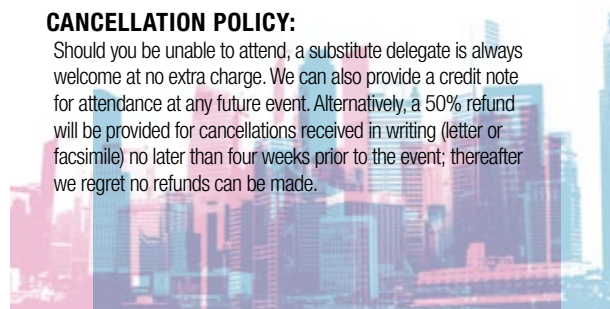 CANCELLATION POLICY:
Should you be unable to attend, a substitute delegate is always
welcome at no extra charge. We can also provide a credit note
for attendance at any future event. Alternatively, a 50% refund
will be provided for cancellations received in writing (letter or
facsimile) no later than four weeks prior to the event; thereafter
we regret no refunds can be made.